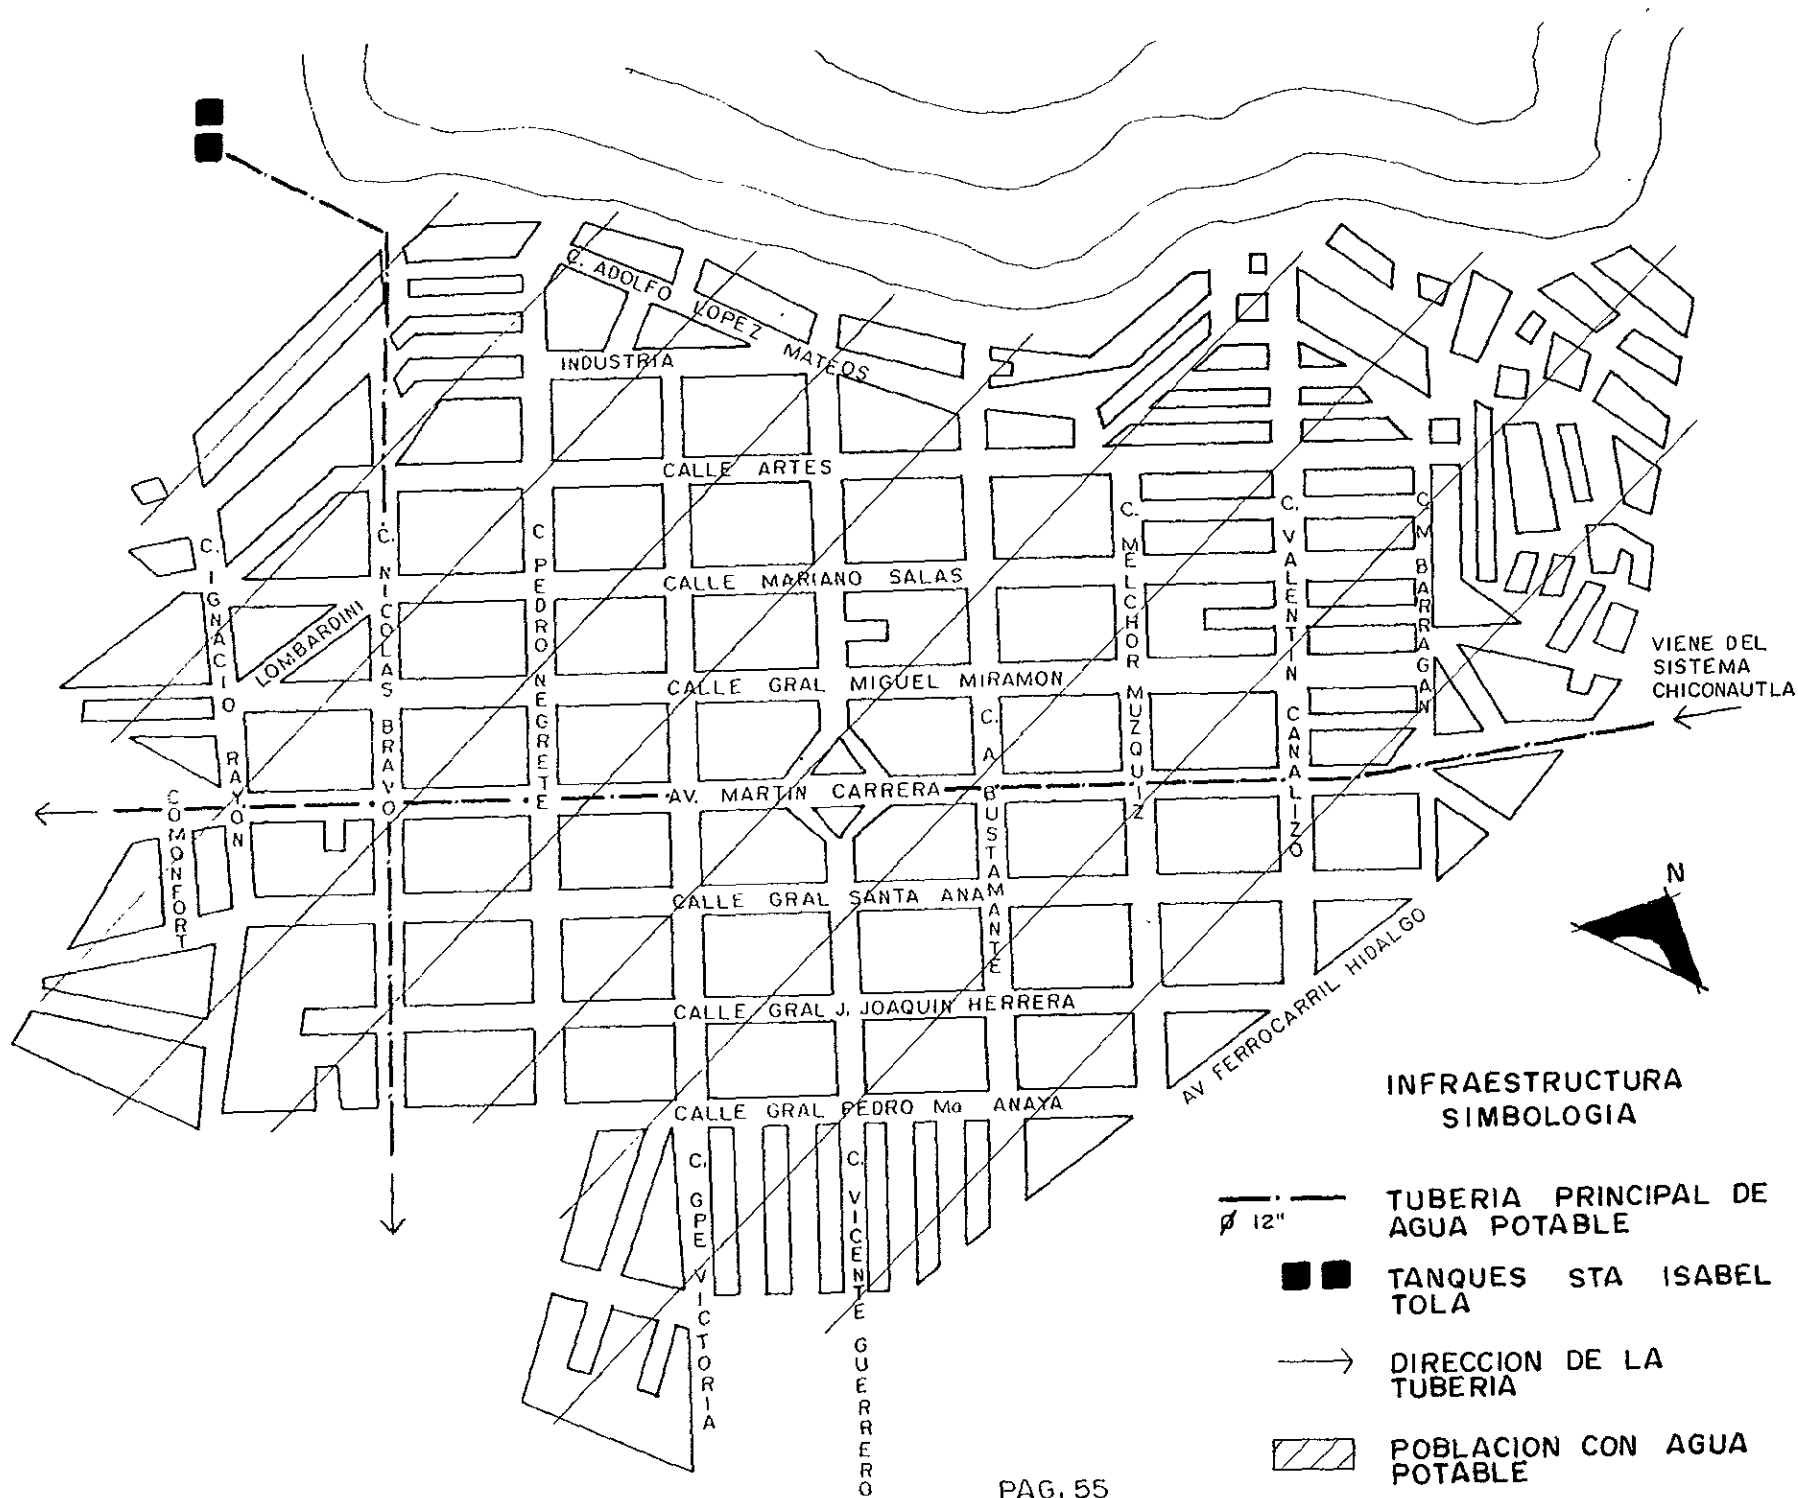 C. ADOLFO LOPEZ MATEOS
INDUSTRIA
CALLE ARTES
C. IGNACIO RAYON
C. NICOLAS BRAVO
C PEDRO NEGRETE
C. MELCHOR MUZQUIZ
C. VALENTIN CANALIZO
C. M BARRAGAN
CALLE MARIANO SALAS
LOMBARDINI
VIENE DEL
SISTEMA
CHICONAUTLA
CALLE GRAL MIGUEL MIRAMON
C. A. BUSTAMANTE
COMONFORT
AV. MARTIN CARRERA
CALLE GRAL SANTA ANA
N
CALLE GRAL J. JOAQUIN HERRERA
AV FERROCARRIL HIDALGO
CALLE GRAL PEDRO Ma ANAYA
C. GPE VICTORIA
C. VICENTE GUERRERO
INFRAESTRUCTURA
SIMBOLOGIA
Ø 12"
TUBERIA PRINCIPAL DE
AGUA POTABLE
TANQUES STA ISABEL
TOLA
DIRECCION DE LA
TUBERIA
POBLACION CON AGUA
POTABLE
PAG. 55